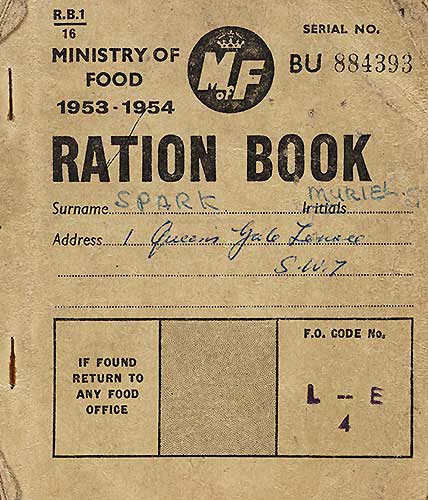 R.B.1
16
MINISTRY OF
FOOD
1953-1954
M of F
SERIAL NO.
BU 884393
RATION BOOK
Surname SPARK Initials MURIEL. S
Address 1 Queen's Gate Terrace
S.W.7
IF FOUND
RETURN TO
ANY FOOD
OFFICE
F.O. CODE No.
L - E
4